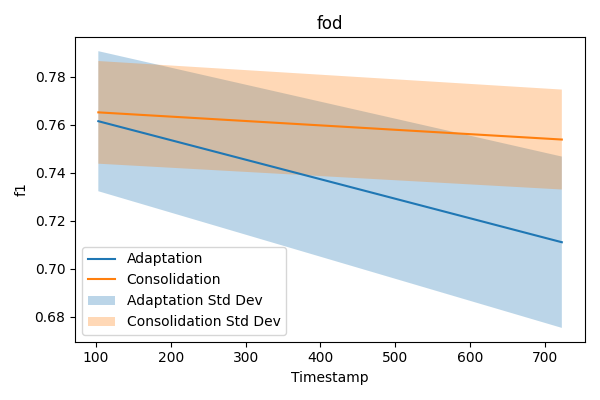 fod
0.78
0.76
0.74
0.72
0.70
0.68
f1
Adaptation
Consolidation
Adaptation Std Dev
Consolidation Std Dev
100 200 300 400 500 600 700
Timestamp